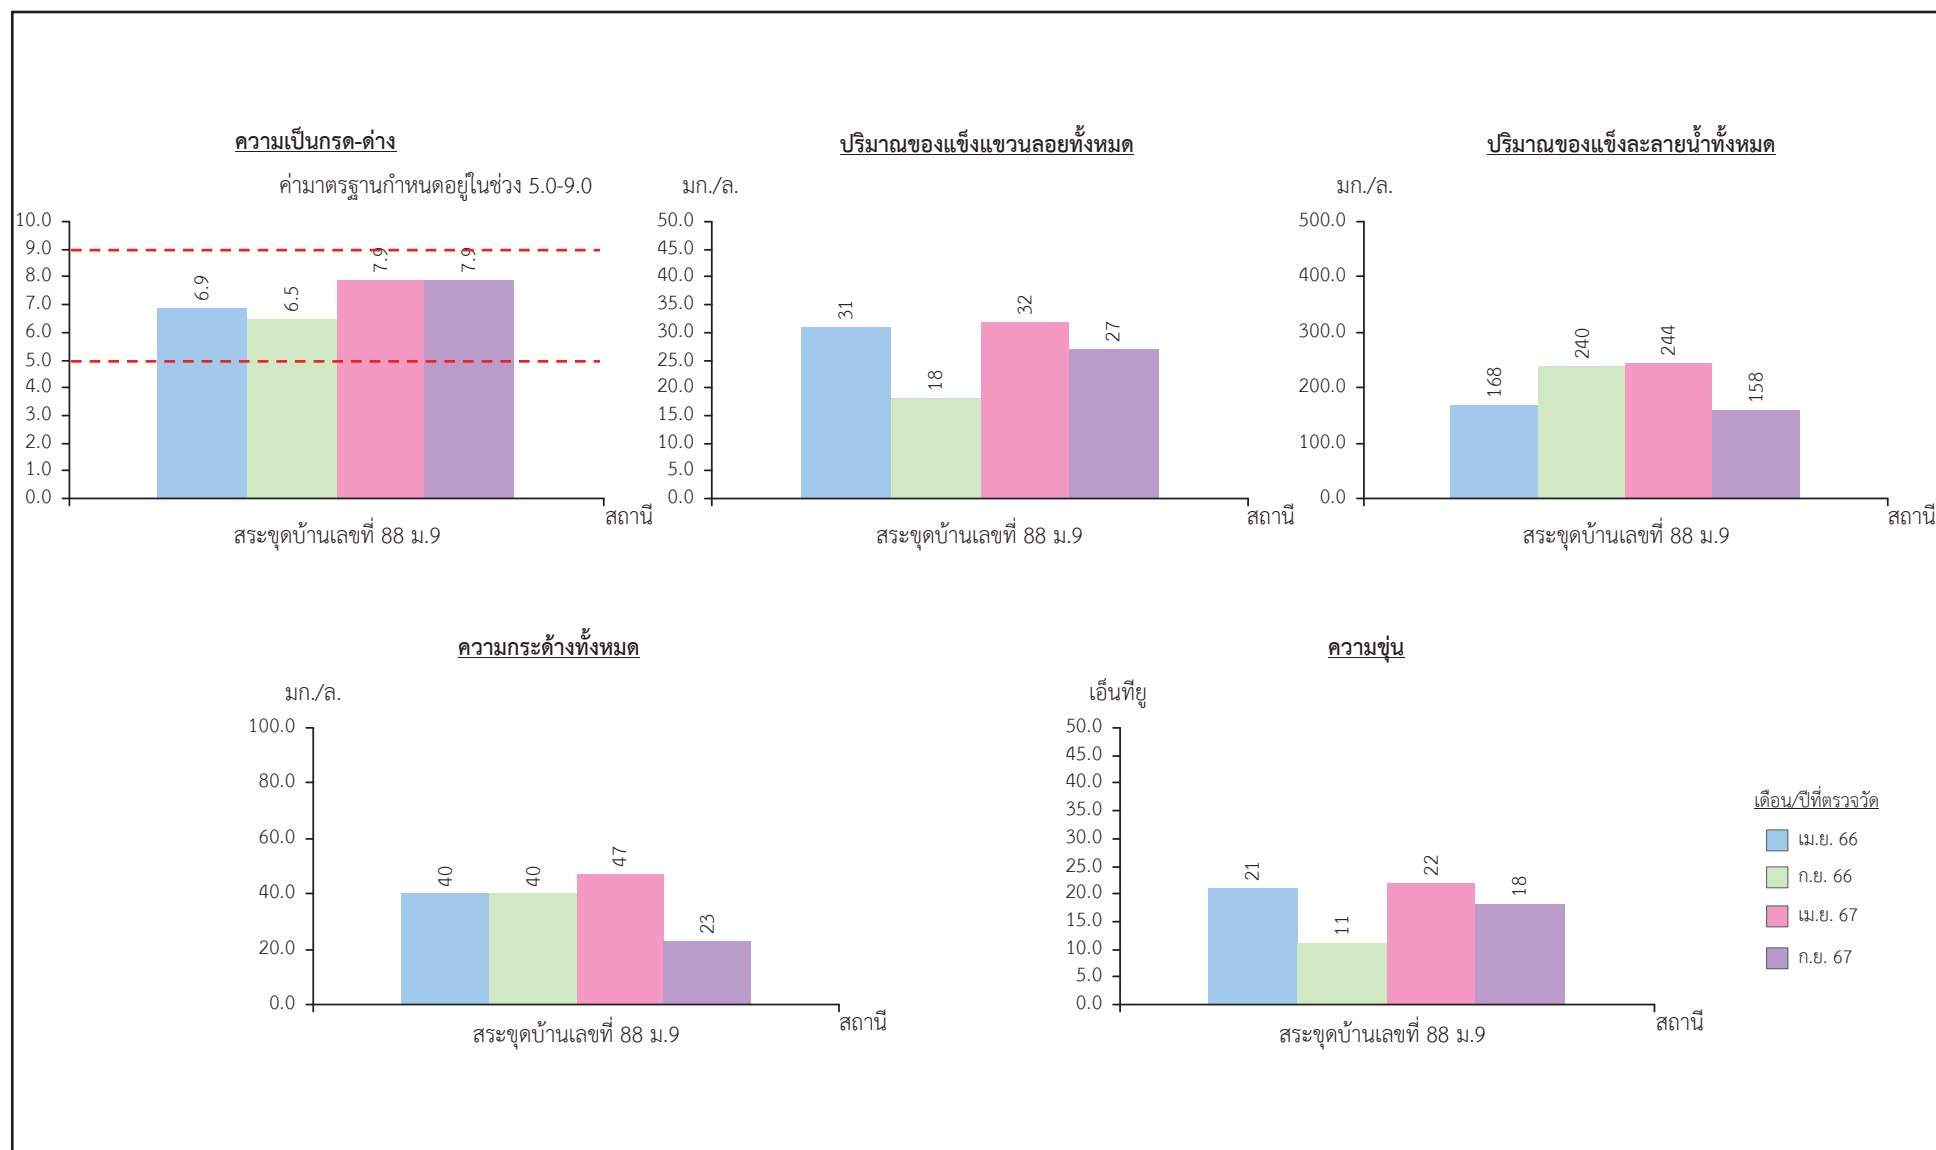 ความเป็นกรด-ด่าง
ค่ามาตรฐานกำหนดอยู่ในช่วง 5.0-9.0
10.0
9.0
8.0
7.0
6.0
5.0
4.0
3.0
2.0
1.0
0.0
6.9
6.5
7.9
7.9
สถานี
สระขุดบ้านเลขที่ 88 ม.9
ปริมาณของแข็งแขวนลอยทั้งหมด
มก./ล.
50.0
45.0
40.0
35.0
30.0
25.0
20.0
15.0
10.0
5.0
0.0
31
18
32
27
สถานี
สระขุดบ้านเลขที่ 88 ม.9
ปริมาณของแข็งละลายน้ำทั้งหมด
มก./ล.
500.0
400.0
300.0
200.0
100.0
0.0
168
240
244
158
สถานี
สระขุดบ้านเลขที่ 88 ม.9
ความกระด้างทั้งหมด
มก./ล.
100.0
80.0
60.0
40.0
20.0
0.0
40
40
47
23
สถานี
สระขุดบ้านเลขที่ 88 ม.9
ความขุ่น
เอ็นทียู
50.0
45.0
40.0
35.0
30.0
25.0
20.0
15.0
10.0
5.0
0.0
21
11
22
18
สถานี
สระขุดบ้านเลขที่ 88 ม.9
เดือน/ปีที่ตรวจวัด
เม.ย. 66
ก.ย. 66
เม.ย. 67
ก.ย. 67